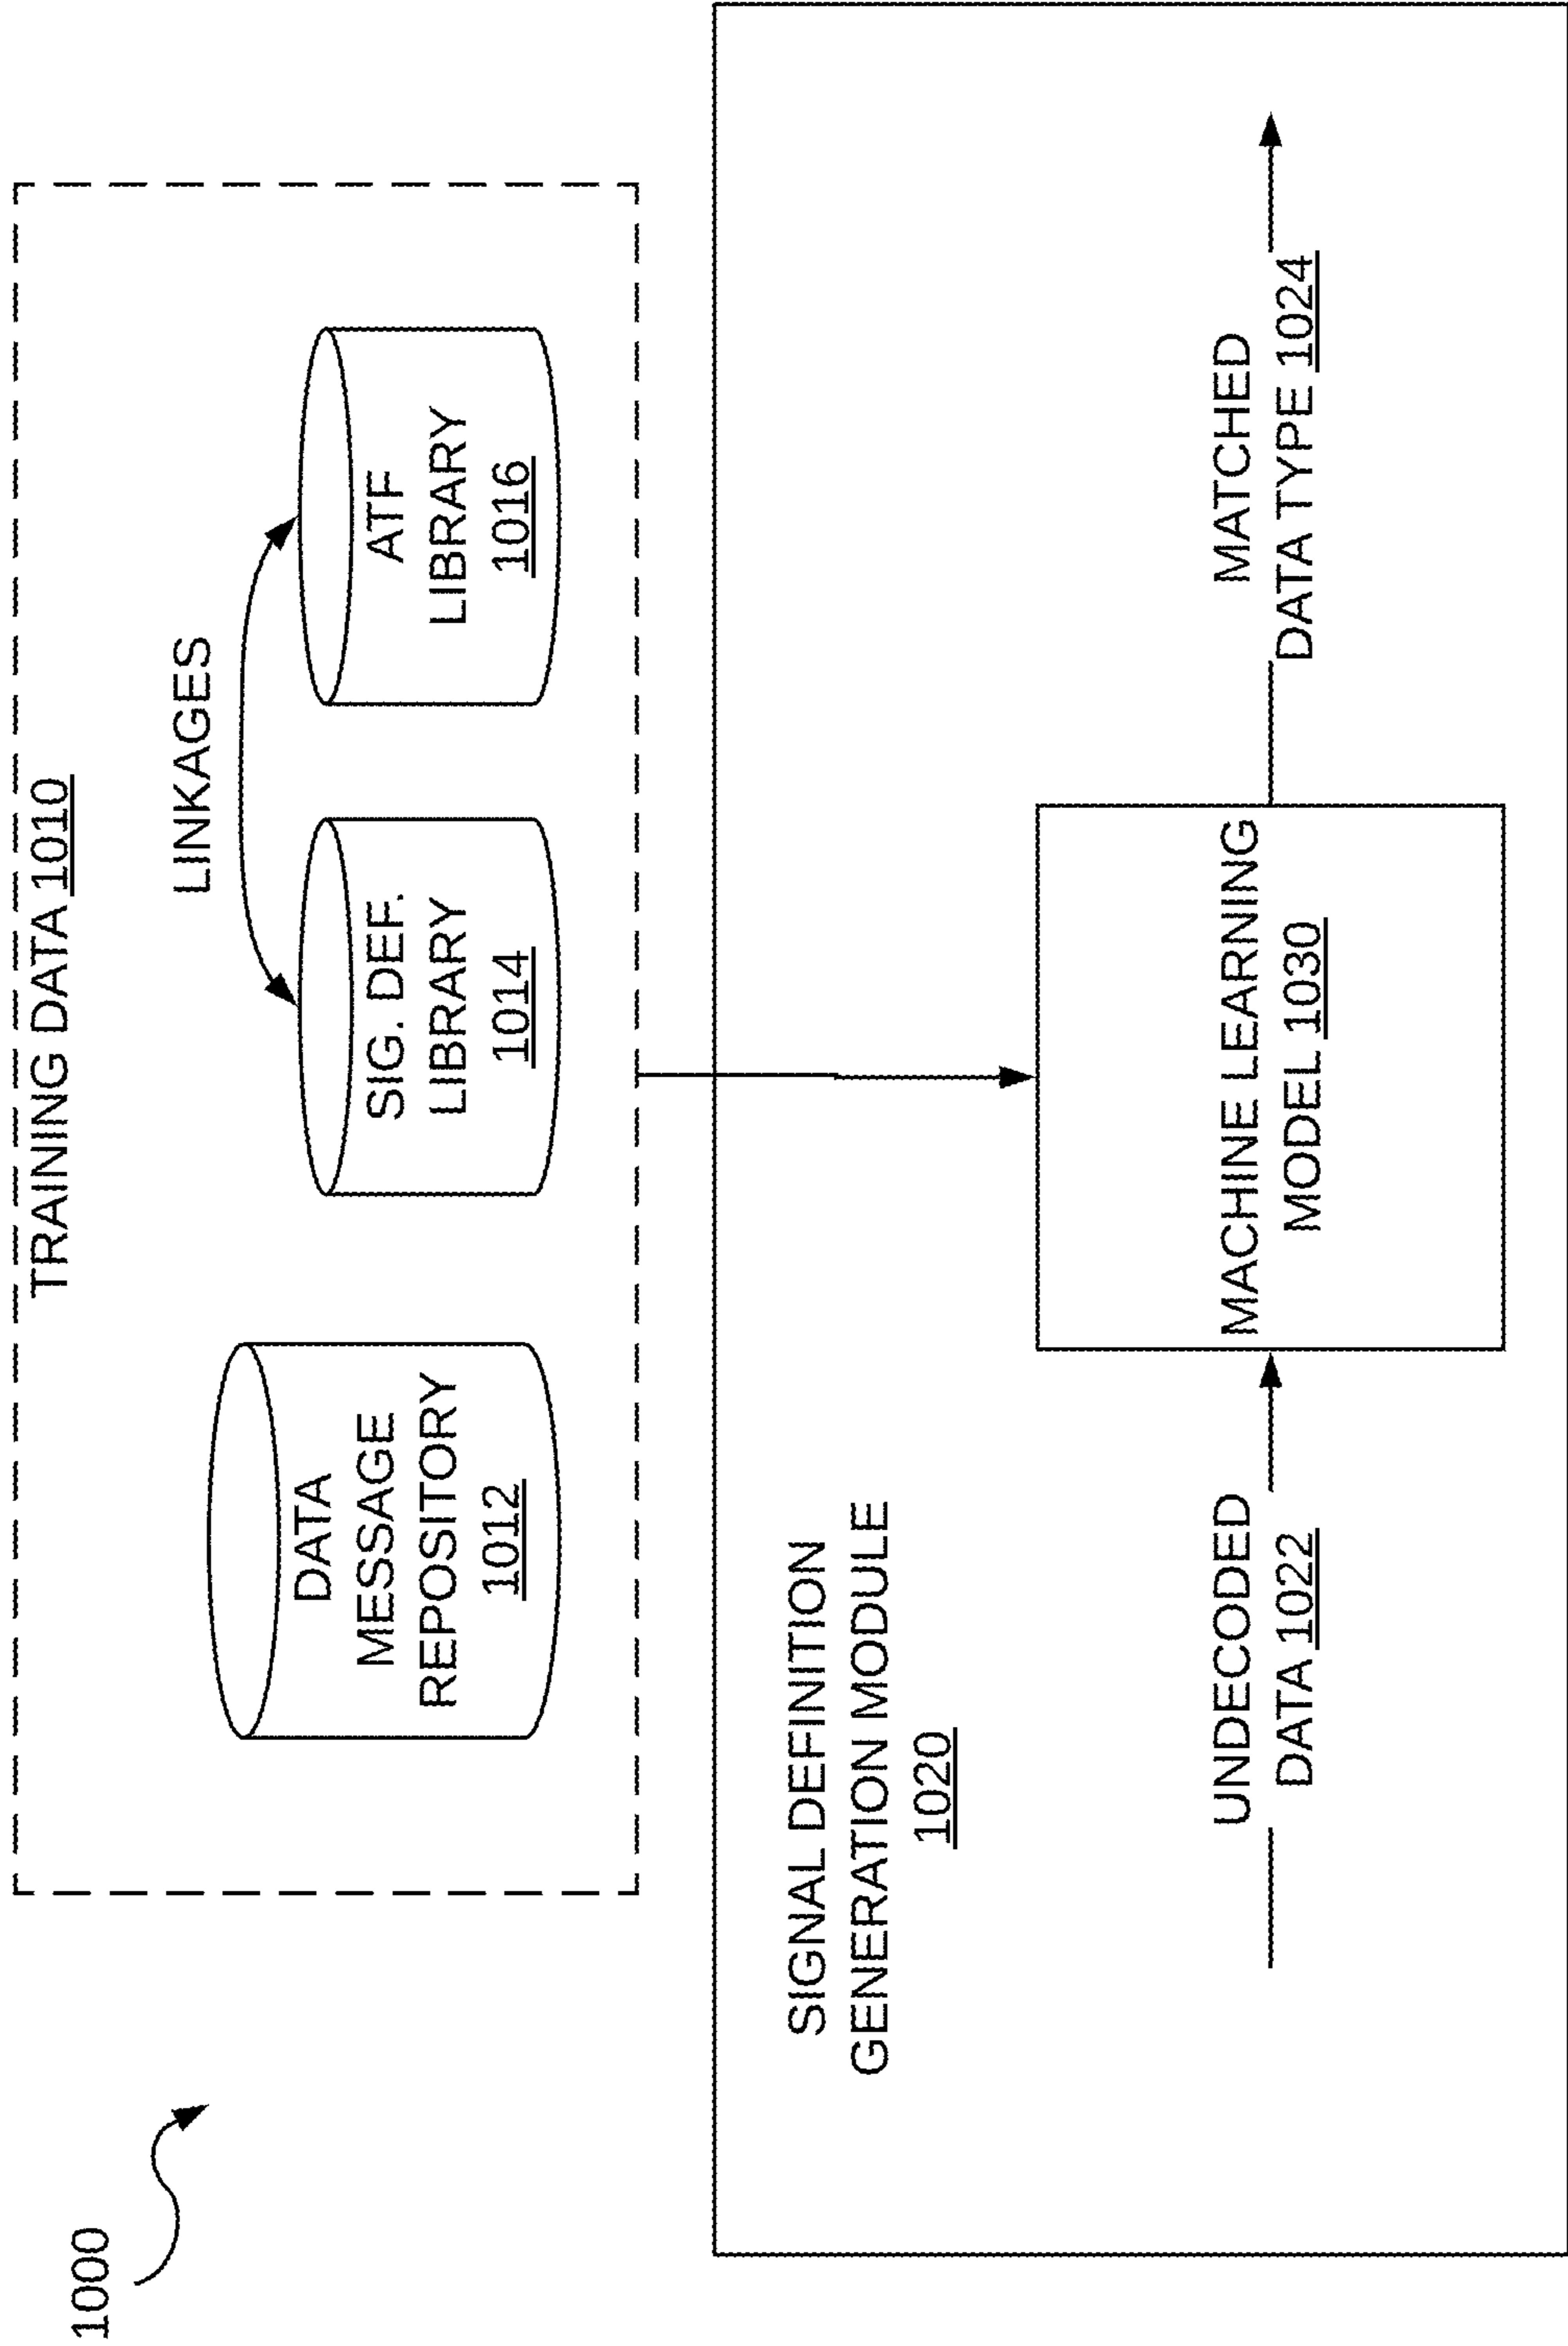 1000
TRAINING DATA 1010
LINKAGES
DATA
MESSAGE
REPOSITORY
1012
SIG. DEF.
LIBRARY
1014
ATF
LIBRARY
1016
SIGNAL DEFINITION
GENERATION MODULE
1020
UNDECODED
DATA 1022
MACHINE LEARNING
MODEL 1030
MATCHED
DATA TYPE 1024